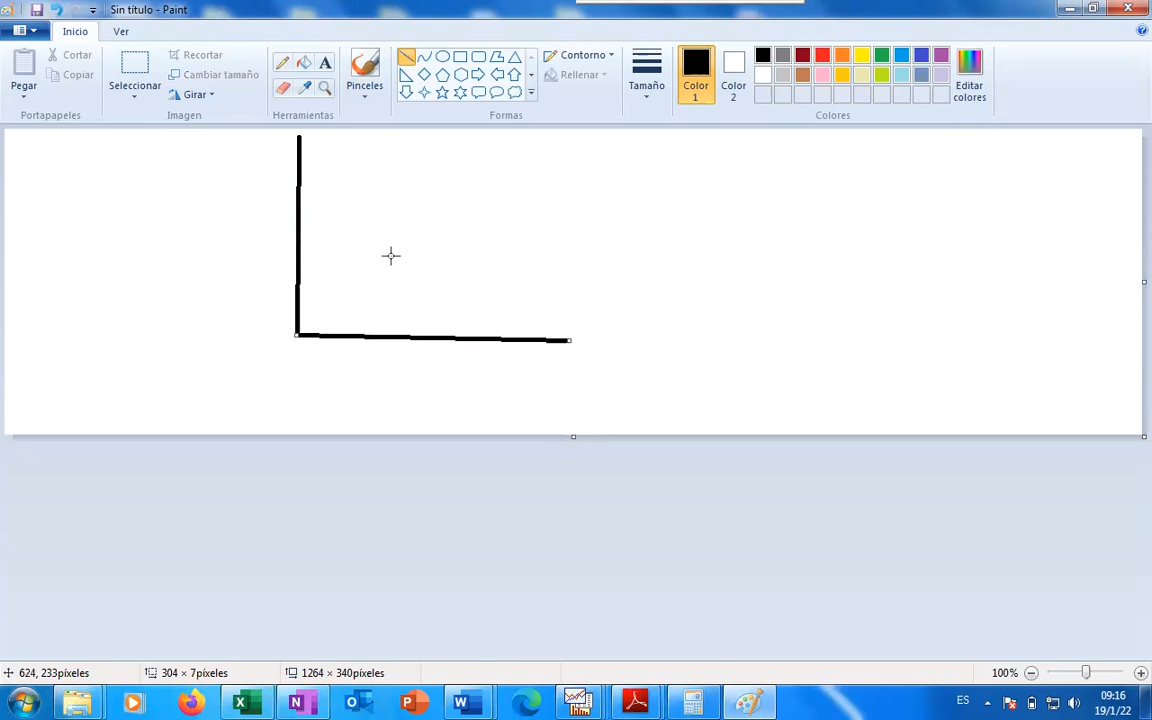 Sin título - Paint
Inicio
Ver
Pegar
Cortar
Copiar
Portapapeles
Seleccionar
Recortar
Cambiar tamaño
Girar
Imagen
A
Herramientas
Pinceles
Contorno
Rellenar
Formas
Tamaño
Color 1
Color 2
Editar colores
Colores
624, 233píxeles
304 × 7píxeles
1264 × 340píxeles
100%
ES
09:16
19/1/22